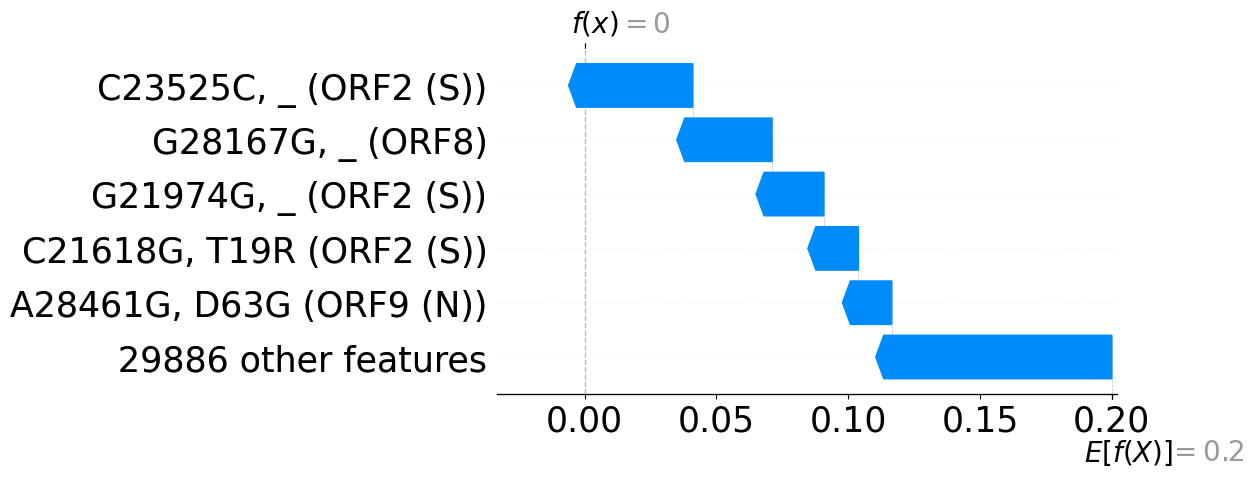 f(x) = 0
C23525C, _ (ORF2 (S))
G28167G, _ (ORF8)
G21974G, _ (ORF2 (S))
C21618G, T19R (ORF2 (S))
A28461G, D63G (ORF9 (N))
29886 other features
0.00 0.05 0.10 0.15 0.20
E[f(X)] = 0.2